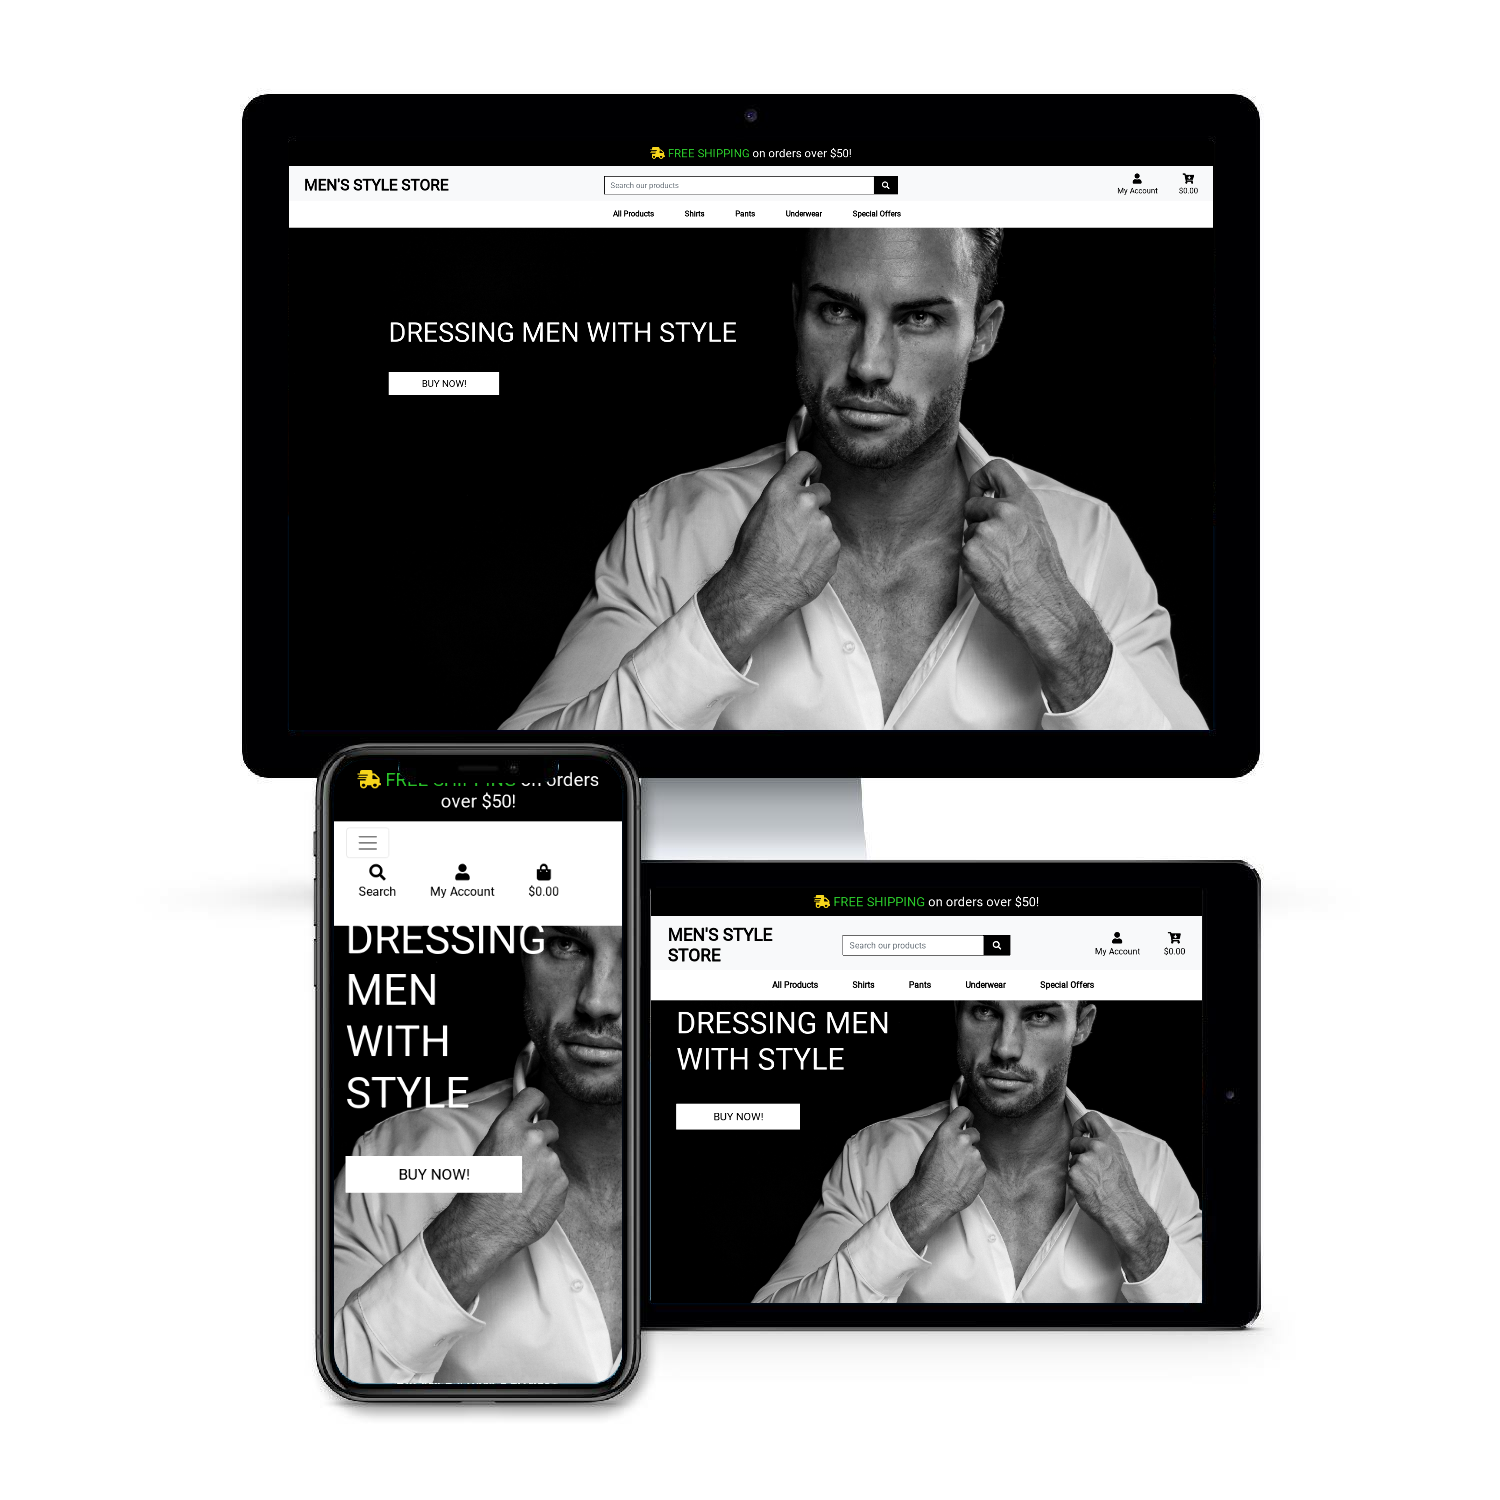 FREE SHIPPING on orders over $50!
MEN'S STYLE STORE
Search our products
My Account
$0.00
All Products Shirts Pants Underwear Special Offers
DRESSING MEN WITH STYLE
BUY NOW!
FREE SHIPPING on orders
over $50!
Search My Account $0.00
DRESSING
MEN
WITH
STYLE
BUY NOW!
FREE SHIPPING on orders over $50!
MEN'S STYLE
STORE
Search our products
My Account
$0.00
All Products Shirts Pants Underwear Special Offers
DRESSING MEN
WITH STYLE
BUY NOW!